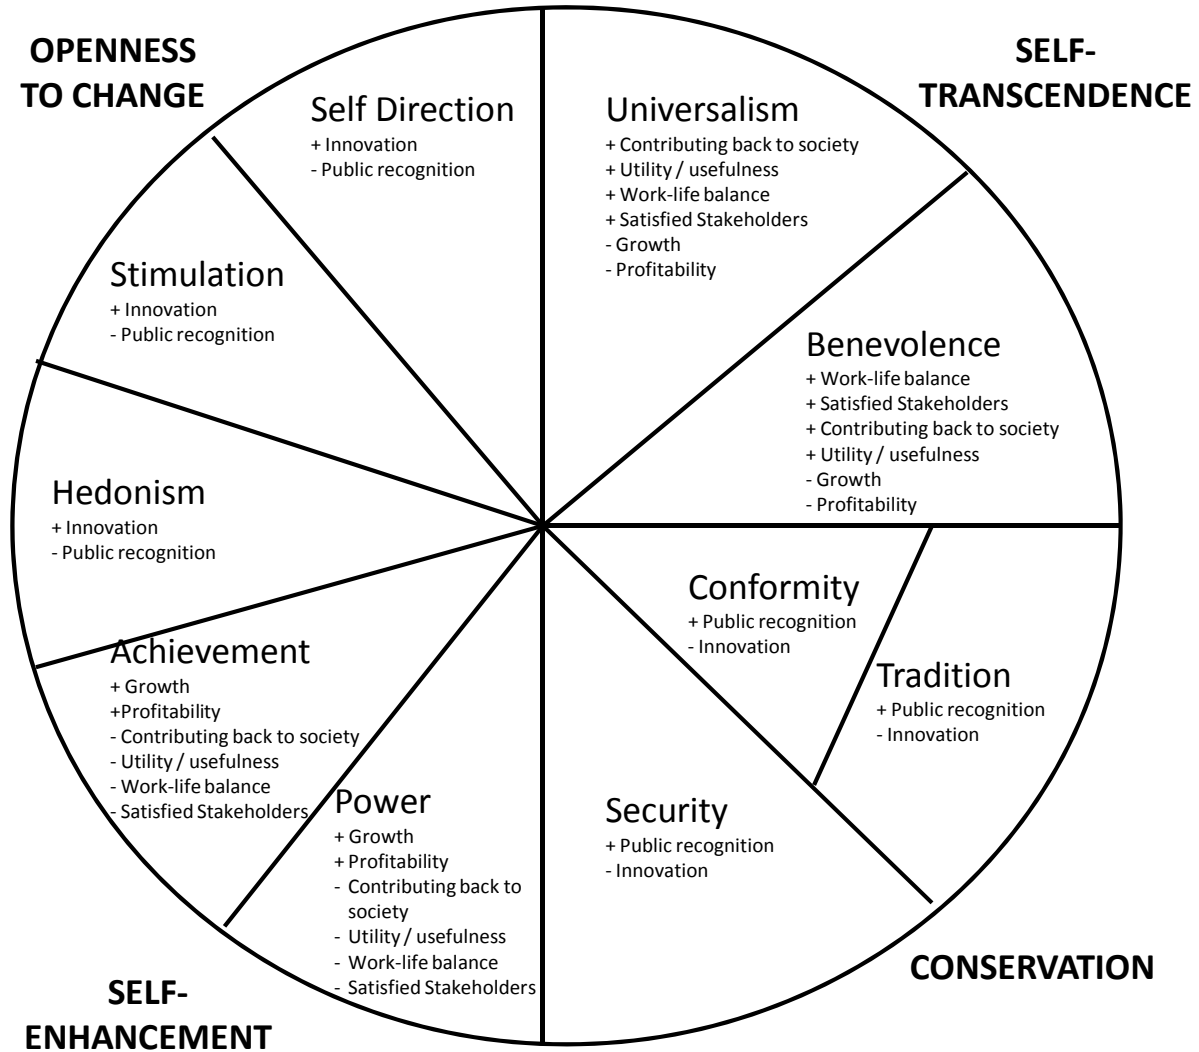 OPENNESS
TO CHANGE
SELF-
TRANSCENDENCE
Self Direction
+ Innovation
- Public recognition
Universalism
+ Contributing back to society
+ Utility / usefulness
+ Work-life balance
+ Satisfied Stakeholders
- Growth
- Profitability
Stimulation
+ Innovation
- Public recognition
Benevolence
+ Work-life balance
+ Satisfied Stakeholders
+ Contributing back to society
+ Utility / usefulness
- Growth
- Profitability
Hedonism
+ Innovation
- Public recognition
Conformity
+ Public recognition
- Innovation
Tradition
+ Public recognition
- Innovation
Achievement
+ Growth
+Profitability
- Contributing back to society
- Utility / usefulness
- Work-life balance
- Satisfied Stakeholders
Power
+ Growth
+ Profitability
- Contributing back to
society
- Utility / usefulness
- Work-life balance
- Satisfied Stakeholders
Security
+ Public recognition
- Innovation
SELF-
ENHANCEMENT
CONSERVATION